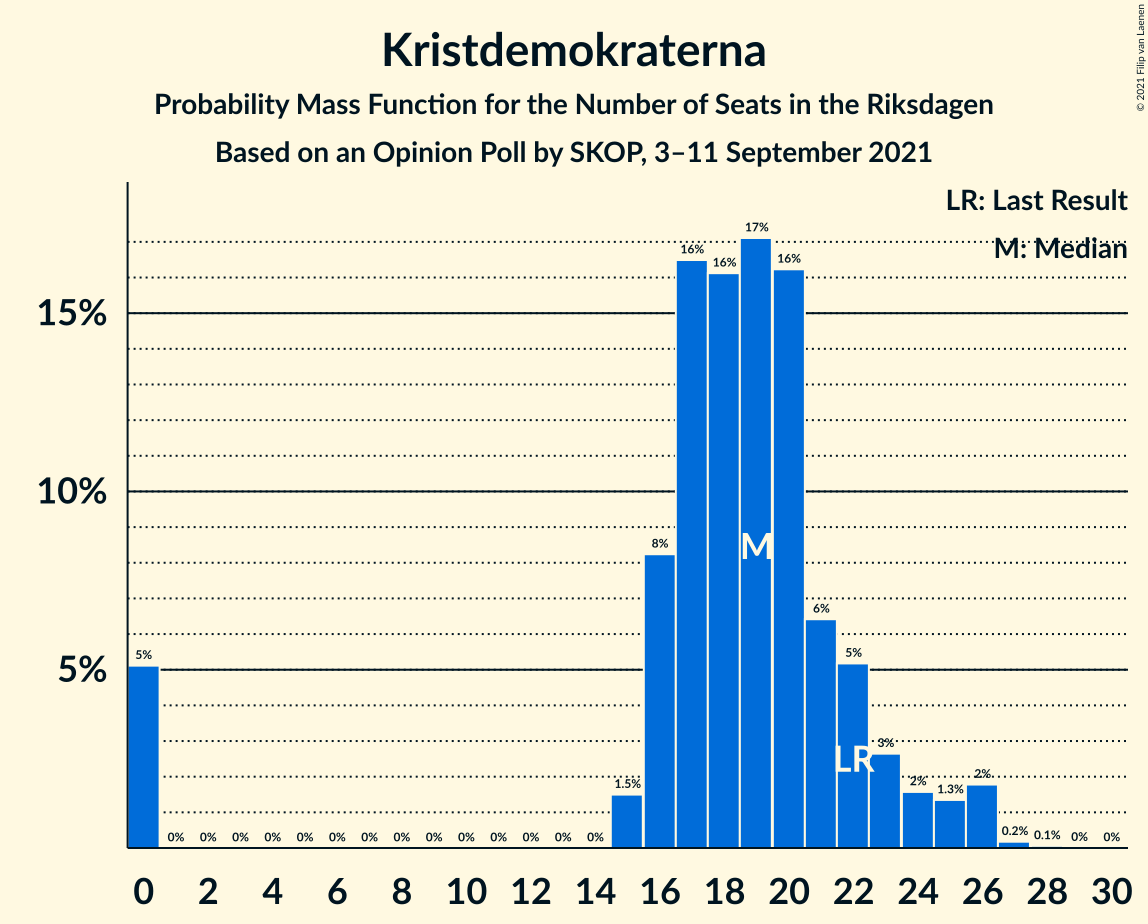 Kristdemokraterna
Probability Mass Function for the Number of Seats in the Riksdagen
Based on an Opinion Poll by SKOP, 3–11 September 2021
© 2021 Filip van Laenen
LR: Last Result
M: Median
15%
10%
5%
5% 0% 0% 0% 0% 0% 0% 0% 0% 0% 0% 0% 0% 0% 0% 1.5% 8% 16% 16% 17% 16% 6% 5% 3% 2% 1.3% 2% 0.2% 0.1% 0% 0%
M
LR
0 2 4 6 8 10 12 14 16 18 20 22 24 26 28 30